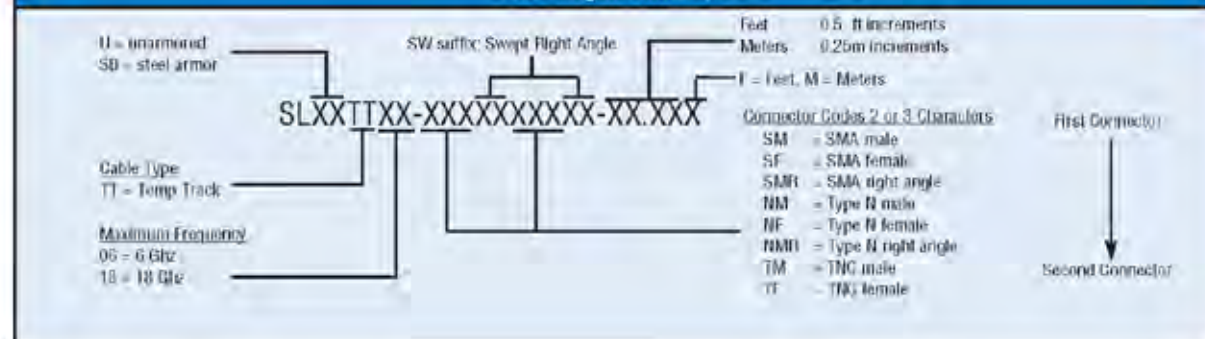 U = unarmored
SB = steel armor
SW suffix: Swept Right Angle
Feet 0.5 ft increments
Meters 0.25m increments
F = Feet, M = Meters
SLXXTTXX-XXXXXXXXXX-XX.XXX
Cable Type
TT = Temp Track
Maximum Frequency
06 = 6 Ghz
18 = 18 Ghz
Connector Codes 2 or 3 Characters
SM = SMA male
SF = SMA female
SMR = SMA right angle
NM = Type N male
NF = Type N female
NMR = Type N right angle
TM = TNC male
TF = TNC female
First Connector
Second Connector